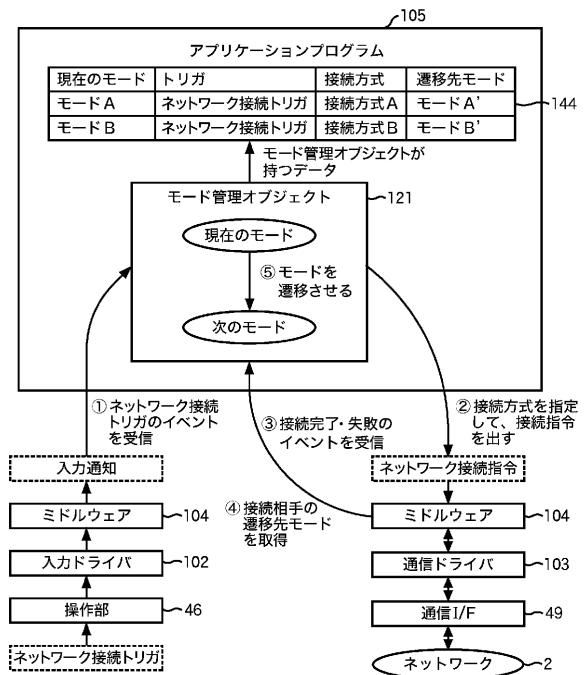 105
アプリケーションプログラム
現在のモード トリガ 接続方式 遷移先モード
モードA ネットワーク接続トリガ 接続方式A モードA'
モードB ネットワーク接続トリガ 接続方式B モードB'
144
モード管理オブジェクトが
持つデータ
モード管理オブジェクト
121
現在のモード
⑤モードを
遷移させる
次のモード
①ネットワーク接続
トリガのイベント
を受信
③接続完了・失敗の
イベントを受信
②接続方式を指定
して、接続指令
を出す
入力通知
ネットワーク接続指令
④接続相手の
遷移先モード
を取得
ミドルウェア
104
ミドルウェア
104
入力ドライバ
102
通信ドライバ
103
操作部
46
通信I/F
49
ネットワーク接続トリガ
ネットワーク
2